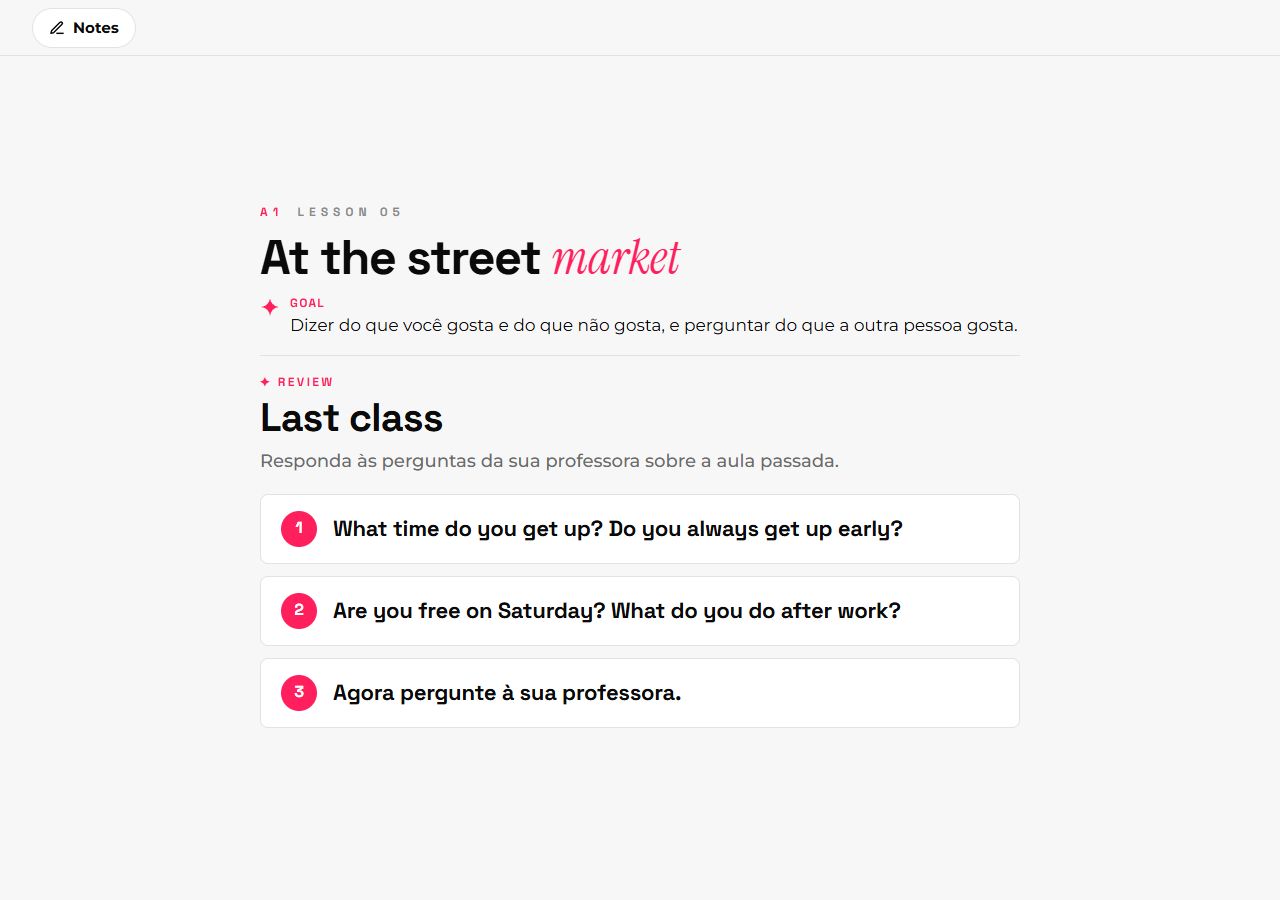 Notes
A1 LESSON 05
At the street market
GOAL
Dizer do que você gosta e do que não gosta, e perguntar do que a outra pessoa gosta.
REVIEW
Last class
Responda às perguntas da sua professora sobre a aula passada.
1 What time do you get up? Do you always get up early?
2 Are you free on Saturday? What do you do after work?
3 Agora pergunte à sua professora.